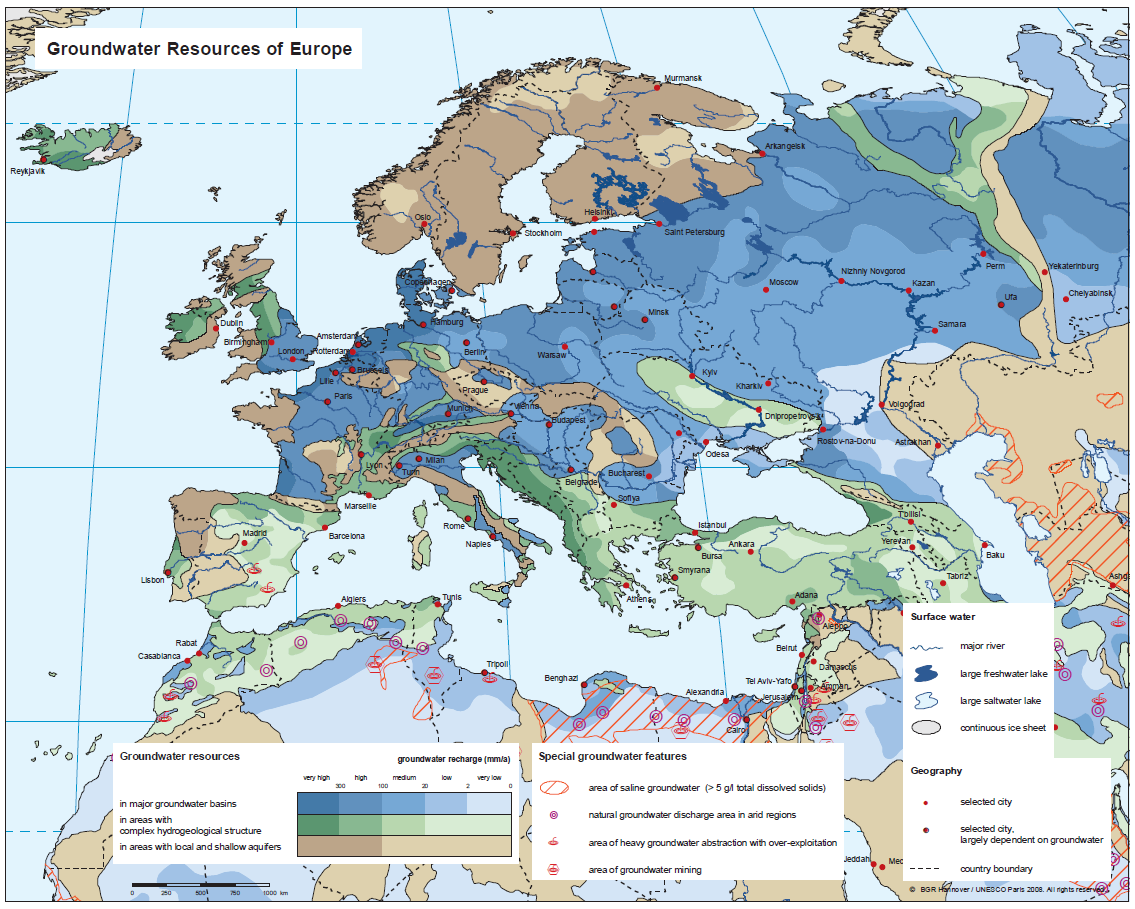 Groundwater Resources of Europe
Murmansk
Reykjavik
Arkangelsk
Oslo
Stockholm
Helsinki
Saint Petersburg
Perm
Yekaterinburg
Nizhniy Novgorod
Kazan
Chelyabinsk
Ufa
Moscow
Samara
Copenhagen
Minsk
Dublin
Birmingham
London
Amsterdam
Rotterdam
Hamburg
Berlin
Warsaw
Brussels
Lille
Paris
Prague
Kyiv
Kharkiv
Munich
Vienna
Budapest
Dnipropetrovsk
Volgograd
Rostov-na-Donu
Astrakhan
Odesa
Lyon
Milan
Turin
Belgrade
Bucharest
Marseille
Sofiya
Rome
Naples
Barcelona
Madrid
Lisbon
Istanbul
Bursa
Ankara
T'bilisi
Yerevan
Baku
Tabriz
Ashg
Smyrana
Athens
Adana
Aleppo
Algiers
Tunis
Rabat
Casablanca
Tripoli
Benghazi
Alexandria
Cairo
Beirut
Damascus
Tel Aviv-Yafo
Amman
Jerusalem
Jeddah
Mec
Surface water
major river
large freshwater lake
large saltwater lake
continuous ice sheet
Groundwater resources
groundwater recharge (mm/a)
very high high medium low very low
300 100 20 2 0
in major groundwater basins
in areas with
complex hydrogeological structure
in areas with local and shallow aquifers
0 250 500 750 1000 km
Special groundwater features
area of saline groundwater (> 5 g/l total dissolved solids)
natural groundwater discharge area in arid regions
area of heavy groundwater abstraction with over-exploitation
area of groundwater mining
Geography
selected city
selected city,
largely dependent on groundwater
country boundary
© BGR Hannover / UNESCO Paris 2008. All rights reserved.